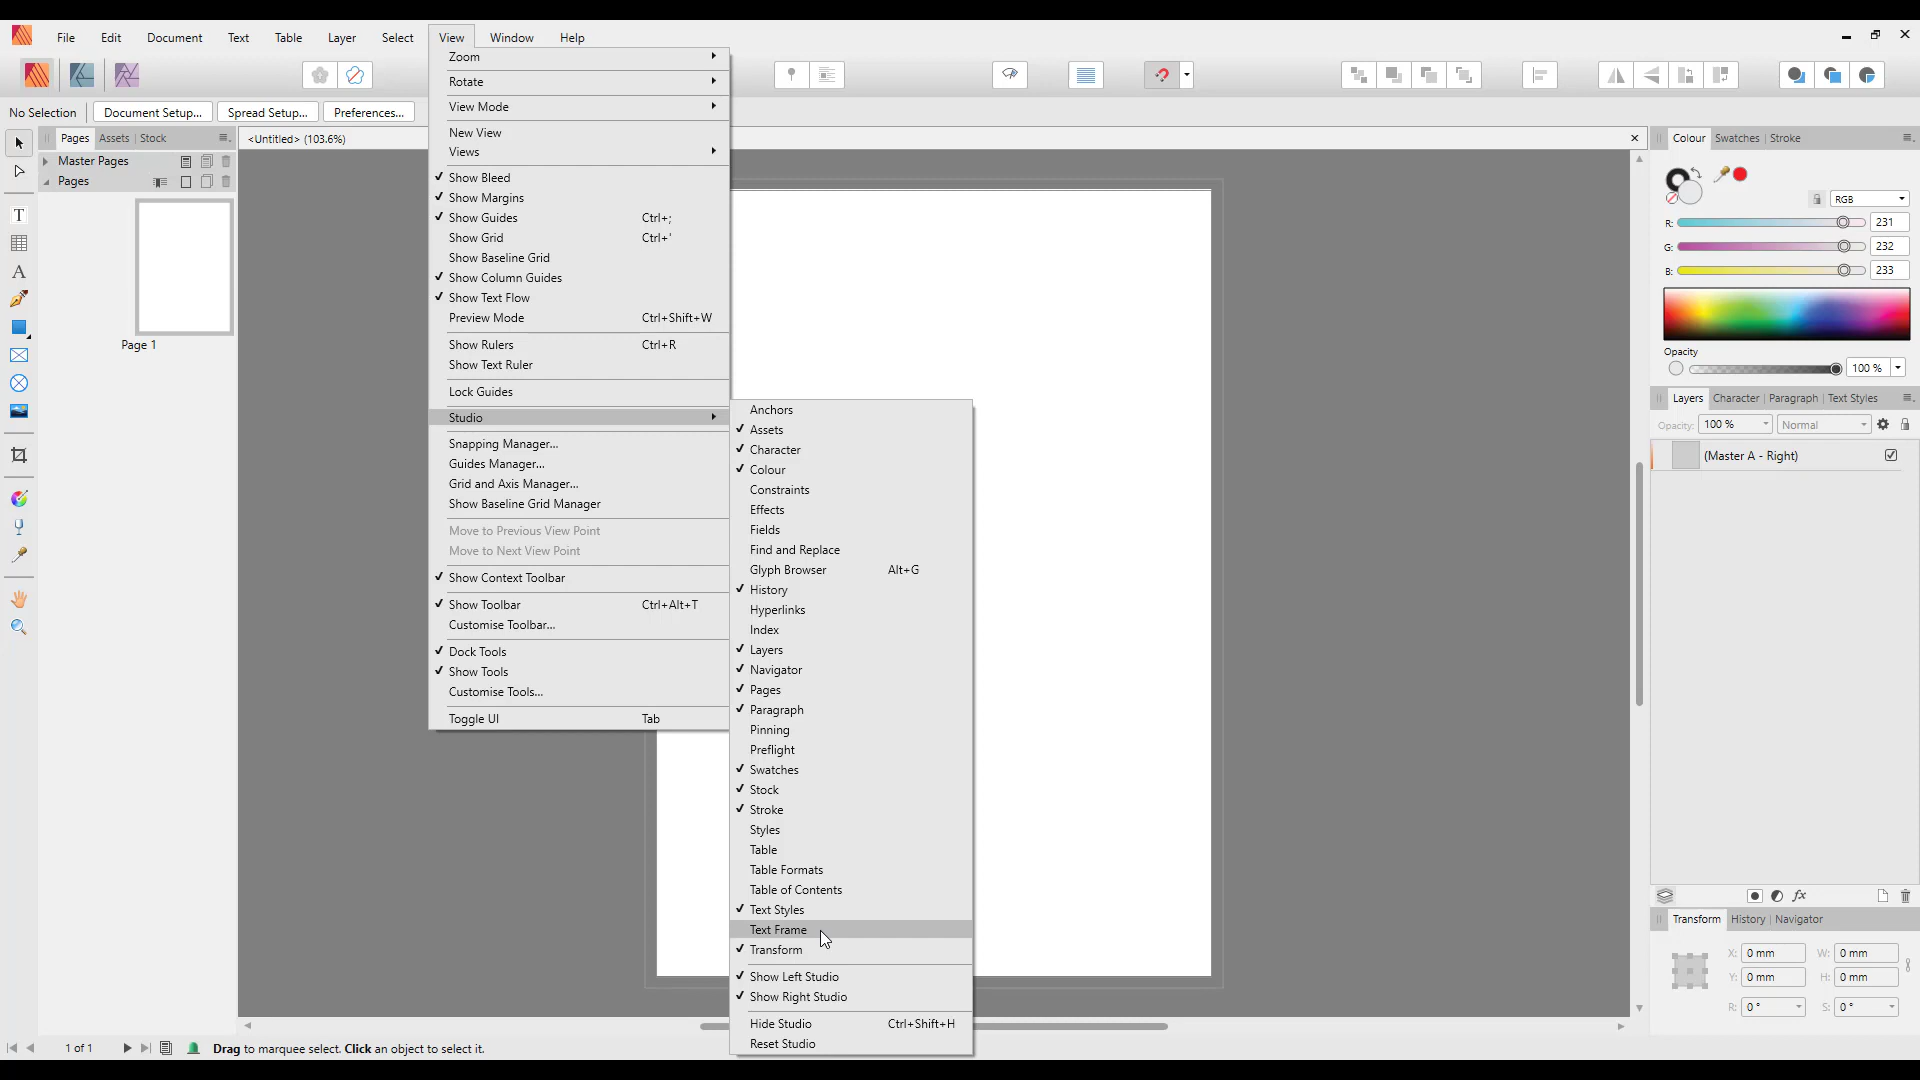 File Edit Document Text Table Layer Select View Window Help
No Selection Document Setup... Spread Setup... Preferences...
Pages Assets Stock
<Untitled> (103.6%)
Master Pages
Pages
Page 1
Zoom
Rotate
View Mode
New View
Views
Show Bleed
Show Margins
Show Guides Ctrl+;
Show Grid Ctrl+'
Show Baseline Grid
Show Column Guides
Show Text Flow
Preview Mode Ctrl+Shift+W
Show Rulers Ctrl+R
Show Text Ruler
Lock Guides
Studio
Snapping Manager...
Guides Manager...
Grid and Axis Manager...
Show Baseline Grid Manager
Move to Previous View Point
Move to Next View Point
Show Context Toolbar
Show Toolbar Ctrl+Alt+T
Customise Toolbar...
Dock Tools
Show Tools
Customise Tools...
Toggle UI Tab
Anchors
Assets
Character
Colour
Constraints
Effects
Fields
Find and Replace
Glyph Browser Alt+G
History
Hyperlinks
Index
Layers
Navigator
Pages
Paragraph
Pinning
Preflight
Swatches
Stock
Stroke
Styles
Table
Table Formats
Table of Contents
Text Styles
Text Frame
Transform
Show Left Studio
Show Right Studio
Hide Studio Ctrl+Shift+H
Reset Studio
Colour Swatches Stroke
RGB
R: 231
G: 232
B: 233
Opacity
100 %
Layers Character Paragraph Text Styles
Opacity: 100 % Normal
(Master A - Right)
Transform History Navigator
X: 0 mm W: 0 mm
Y: 0 mm H: 0 mm
R: 0 ° S: 0 °
1 of 1 Drag to marquee select. Click an object to select it.